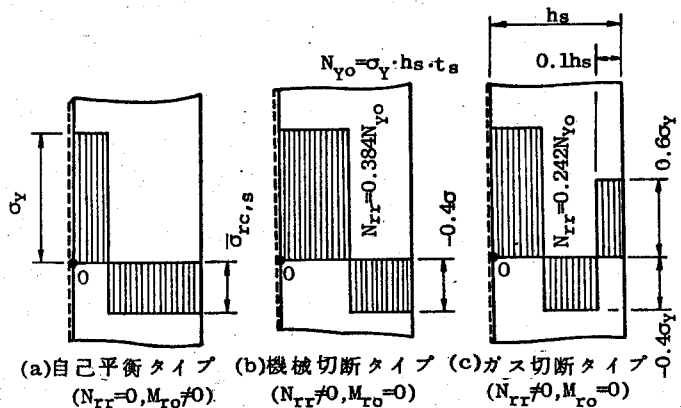 hs
N_Yo=σ_Y·hs·ts
0.1hs
σ_Y
σ̄_rc,s
N_rr=0.384N_Yo
-0.4σ
N_rr=0.242N_Yo
0.6σ_Y
-0.4σ_Y
0
0
0
(a)自己平衡タイプ
(N_rr=0,M_ro≠0)
(b)機械切断タイプ
(N_rr≠0,M_ro=0)
(c)ガス切断タイプ
(N_rr≠0,M_ro=0)